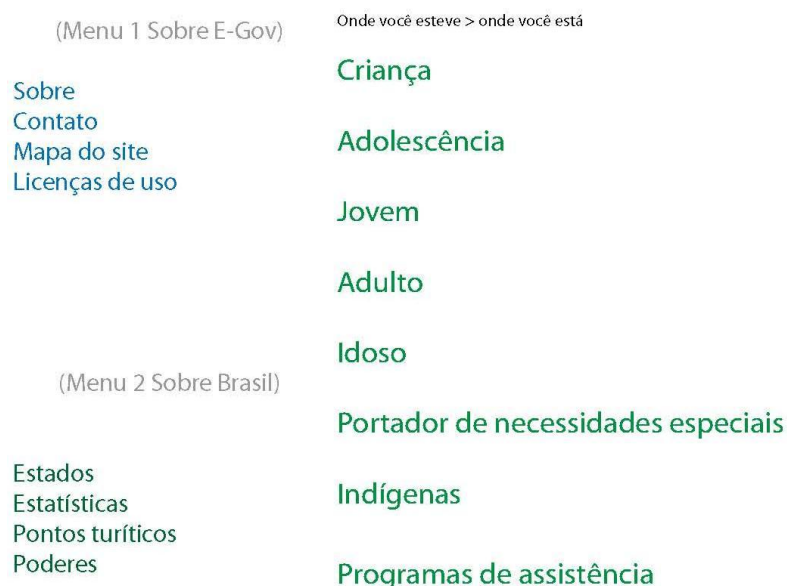 (Menu 1 Sobre E-Gov)
Sobre
Contato
Mapa do site
Licenças de uso
(Menu 2 Sobre Brasil)
Estados
Estatísticas
Pontos turíticos
Poderes
Onde você esteve > onde você está
Criança
Adolescência
Jovem
Adulto
Idoso
Portador de necessidades especiais
Indígenas
Programas de assistência